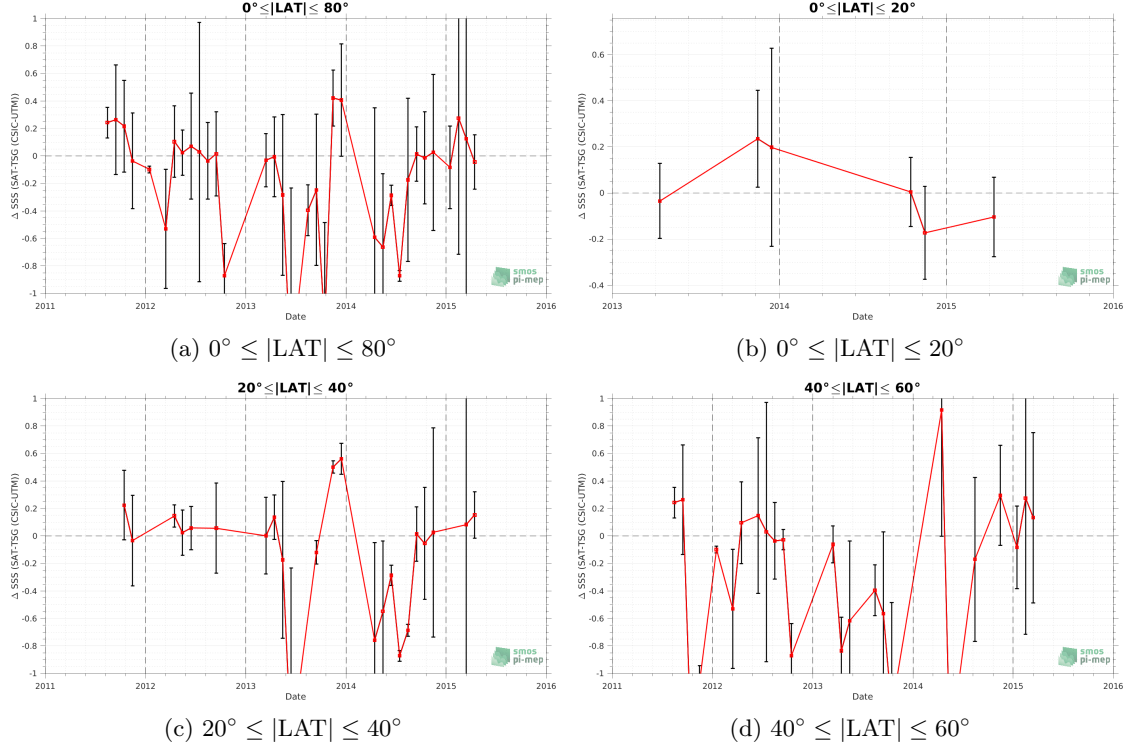 0°≤|LAT|≤ 80°
Δ SSS (SAT-TSG (CSIC-UTM))
1
0.8
0.6
0.4
0.2
0
-0.2
-0.4
-0.6
-0.8
-1
smos
pi-mep
2011 2012 2013 2014 2015 2016
Date
(a) 0° ≤ |LAT| ≤ 80°
0°≤|LAT|≤ 20°
Δ SSS (SAT-TSG (CSIC-UTM))
0.6
0.4
0.2
0
-0.2
-0.4
smos
pi-mep
2013 2014 2015 2016
Date
(b) 0° ≤ |LAT| ≤ 20°
20°≤|LAT|≤ 40°
Δ SSS (SAT-TSG (CSIC-UTM))
1
0.8
0.6
0.4
0.2
0
-0.2
-0.4
-0.6
-0.8
-1
smos
pi-mep
2011 2012 2013 2014 2015 2016
Date
(c) 20° ≤ |LAT| ≤ 40°
40°≤|LAT|≤ 60°
Δ SSS (SAT-TSG (CSIC-UTM))
1
0.8
0.6
0.4
0.2
0
-0.2
-0.4
-0.6
-0.8
-1
smos
pi-mep
2011 2012 2013 2014 2015 2016
Date
(d) 40° ≤ |LAT| ≤ 60°